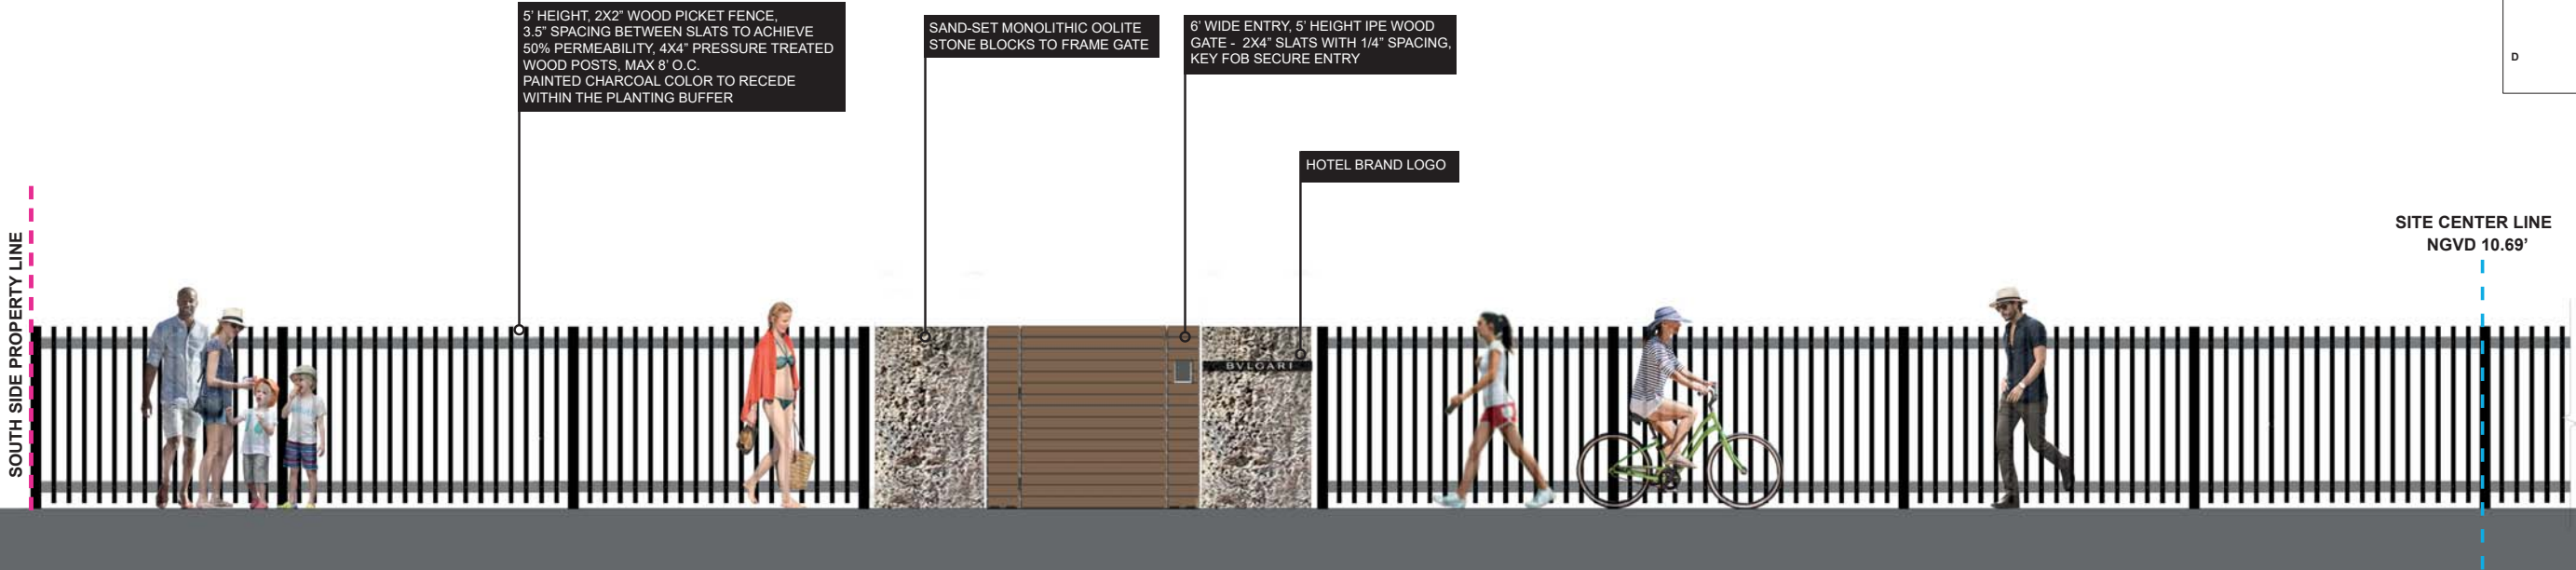 5’ HEIGHT, 2X2” WOOD PICKET FENCE,
3.5” SPACING BETWEEN SLATS TO ACHIEVE
50% PERMEABILITY, 4X4” PRESSURE TREATED
WOOD POSTS, MAX 8’ O.C.
PAINTED CHARCOAL COLOR TO RECEDE
WITHIN THE PLANTING BUFFER
SAND-SET MONOLITHIC OOLITE
STONE BLOCKS TO FRAME GATE
6’ WIDE ENTRY, 5’ HEIGHT IPE WOOD
GATE - 2X4” SLATS WITH 1/4” SPACING,
KEY FOB SECURE ENTRY
HOTEL BRAND LOGO
D
SITE CENTER LINE
NGVD 10.69’
SOUTH SIDE PROPERTY LINE
BVLGARI